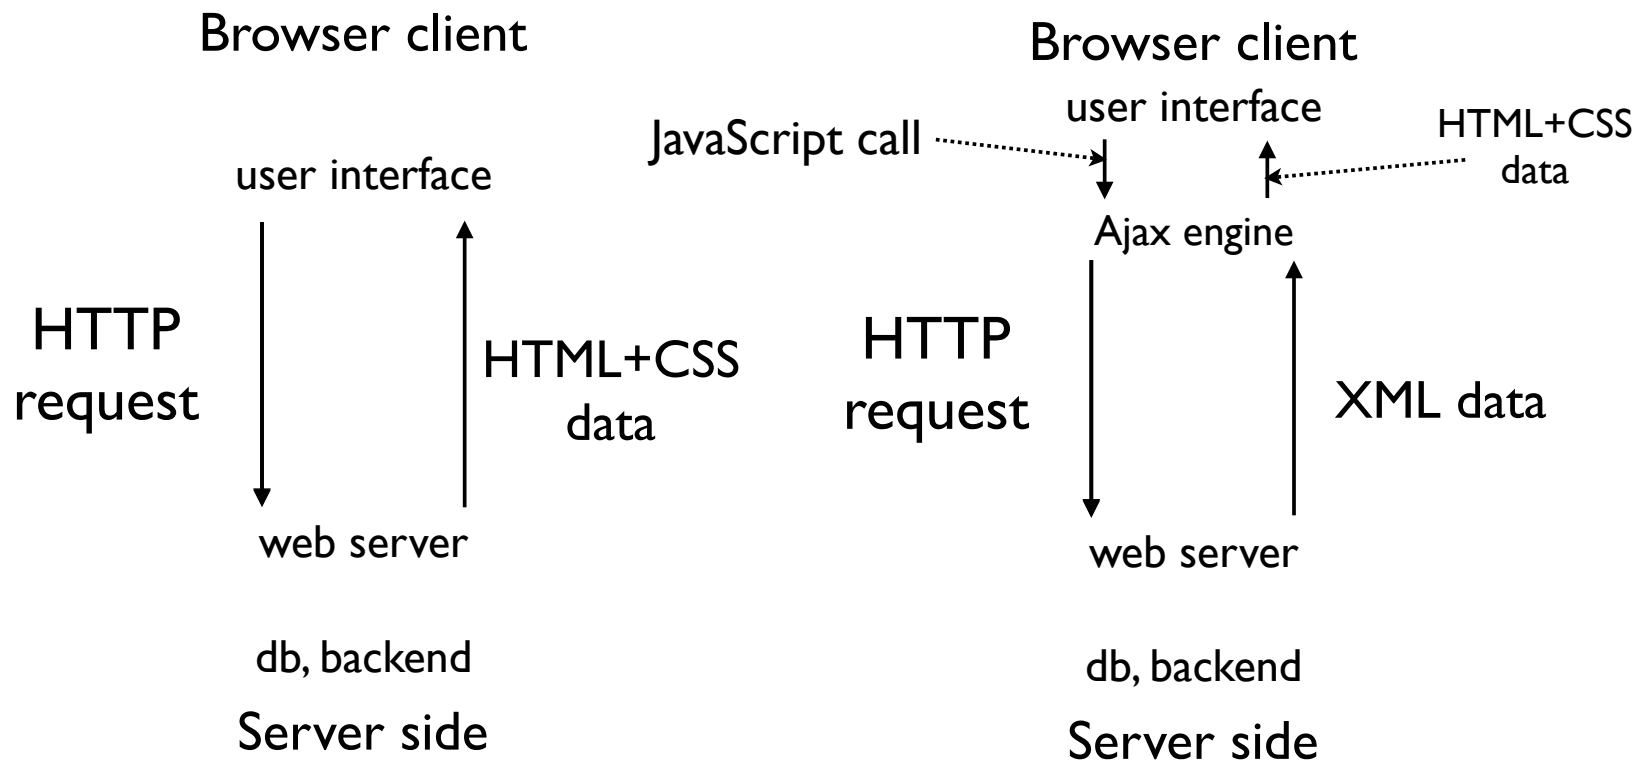 Browser client
user interface
HTTP
request
HTML+CSS
data
web server
db, backend
Server side
Browser client
user interface
JavaScript call
HTML+CSS
data
Ajax engine
HTTP
request
XML data
web server
db, backend
Server side